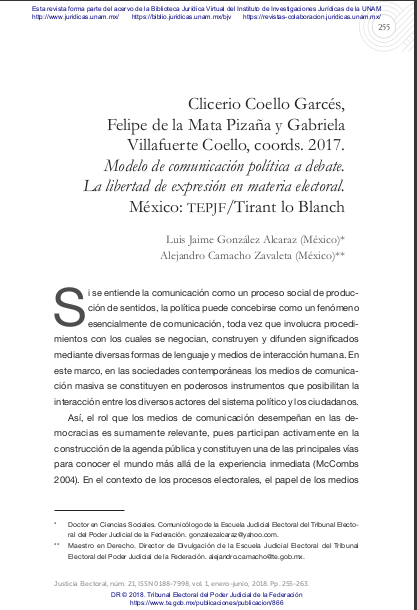 Esta revista forma parte del acervo de la Biblioteca Jurídica Virtual del Instituto de Investigaciones Jurídicas de la UNAM
http://www.juridicas.unam.mx/ https://biblio.juridicas.unam.mx/bjv https://revistas-colaboracion.juridicas.unam.mx/
255
Clicerio Coello Garcés,
Felipe de la Mata Pizaña y Gabriela
Villafuerte Coello, coords. 2017.
Modelo de comunicación política a debate.
La libertad de expresión en materia electoral.
México: TEPJF/Tirant lo Blanch
Luis Jaime González Alcaraz (México)*
Alejandro Camacho Zavaleta (México)**
Si se entiende la comunicación como un proceso social de produc-
ción de sentidos, la política puede concebirse como un fenómeno
esencialmente de comunicación, toda vez que involucra procedi-
mientos con los cuales se negocian, construyen y difunden significados
mediante diversas formas de lenguaje y medios de interacción humana. En
este marco, en las sociedades contemporáneas los medios de comunica-
ción masiva se constituyen en poderosos instrumentos que posibilitan la
interacción entre los diversos actores del sistema político y los ciudadanos.
Así, el rol que los medios de comunicación desempeñan en las de-
mocracias es sumamente relevante, pues participan activamente en la
construcción de la agenda pública y constituyen una de las principales vías
para conocer el mundo más allá de la experiencia inmediata (McCombs
2004). En el contexto de los procesos electorales, el papel de los medios
* Doctor en Ciencias Sociales. Comunicólogo de la Escuela Judicial Electoral del Tribunal Electo-
ral del Poder Judicial de la Federación. gonzalezalcaraz@yahoo.com.
** Maestro en Derecho. Director de Divulgación de la Escuela Judicial Electoral del Tribunal
Electoral del Poder Judicial de la Federación. alejandro.camacho@te.gob.mx.
Justicia Electoral, núm. 21, ISSN 0188-7998, vol. 1, enero-junio, 2018. Pp. 255-263.
DR © 2018. Tribunal Electoral del Poder Judicial de la Federación
https://www.te.gob.mx/publicaciones/publicacion/866